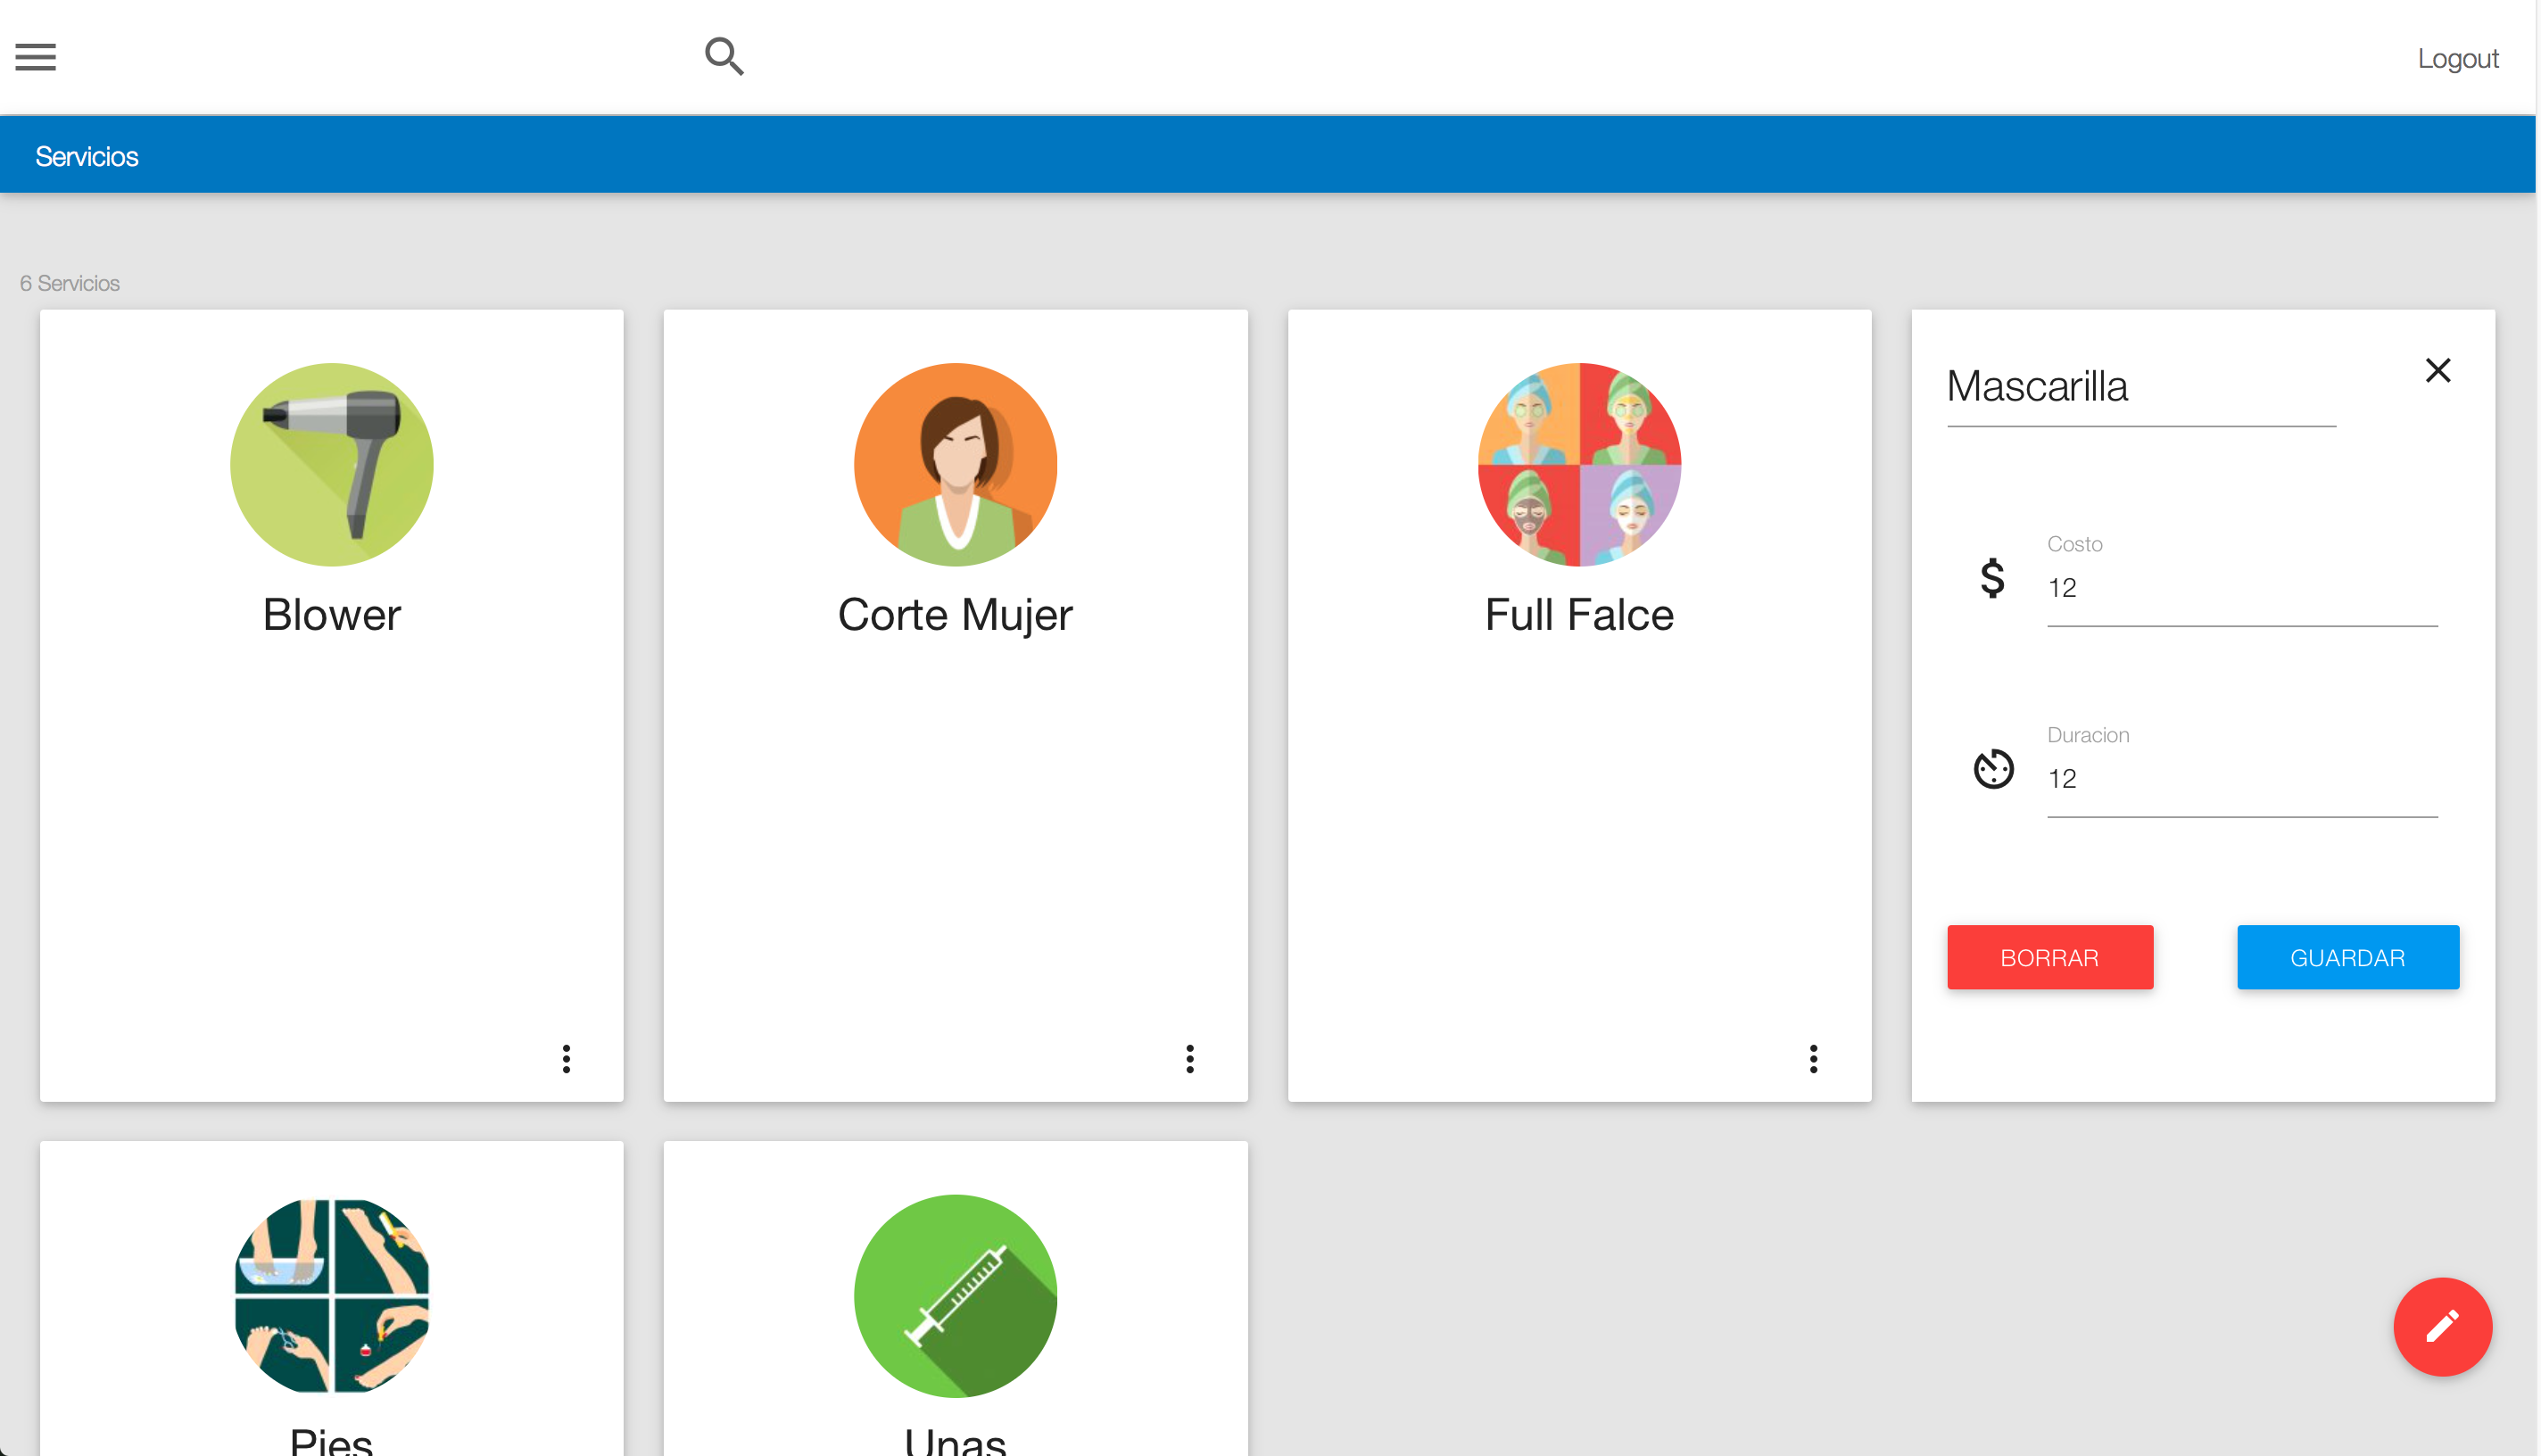 Logout
Servicios
6 Servicios
Blower
Corte Mujer
Full Falce
Mascarilla
Costo
$ 12
Duracion
12
BORRAR
GUARDAR
Pies
Unas